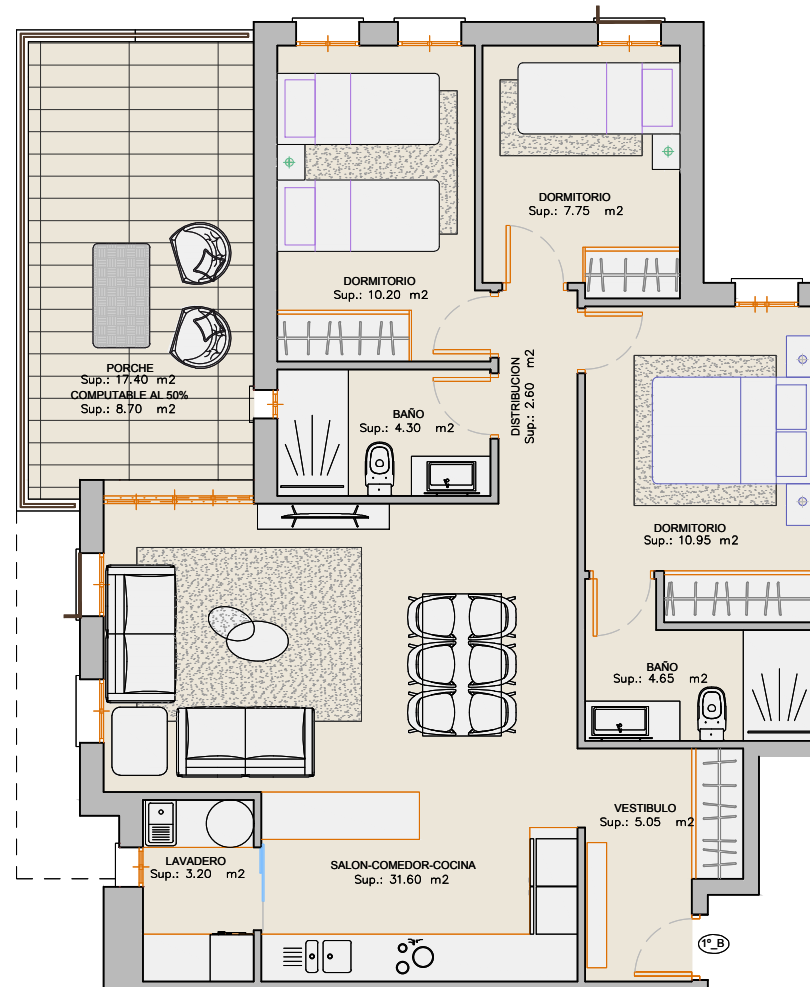 DORMITORIO
Sup.: 7.75 m2
DORMITORIO
Sup.: 10.20 m2
PORCHE
Sup.: 17.40 m2
COMPUTABLE AL 50%
Sup.: 8.70 m2
DISTRIBUCION
Sup.: 2.60 m2
BAÑO
Sup.: 4.30 m2
DORMITORIO
Sup.: 10.95 m2
BAÑO
Sup.: 4.65 m2
VESTIBULO
Sup.: 5.05 m2
LAVADERO
Sup.: 3.20 m2
SALON-COMEDOR-COCINA
Sup.: 31.60 m2
1º_B